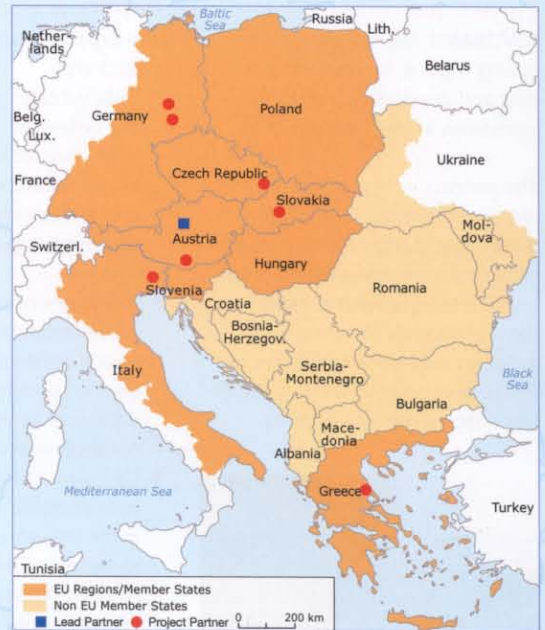 Baltic
Sea
Russia
Lith.
Nether-
lands
Belarus
Germany
Poland
Belg.
Lux.
Ukraine
France
Czech Republic
Slovakia
Mol-
dova
Switzerl.
Austria
Hungary
Slovenia
Romania
Croatia
Bosnia-
Herzegov.
Serbia-
Montenegro
Italy
Black
Sea
Bulgaria
Mace-
donia
Albania
Mediterranean Sea
Greece
Turkey
Tunisia
EU Regions/Member States
Non EU Member States
Lead Partner
Project Partner
0 200 km